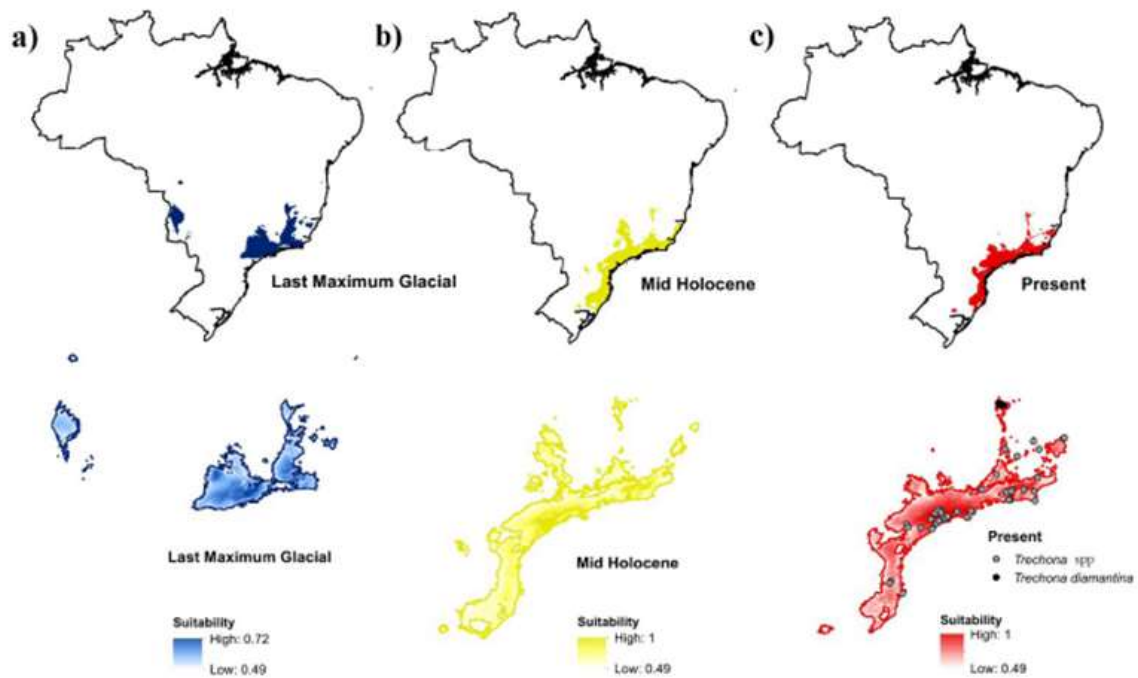 a)
b)
c)
Last Maximum Glacial
Mid Holocene
Present
Last Maximum Glacial
Suitability
High: 0.72
Low: 0.49
Mid Holocene
Suitability
High: 1
Low: 0.49
Present
Trechona spp
Trechona diamantina
Suitability
High: 1
Low: 0.49